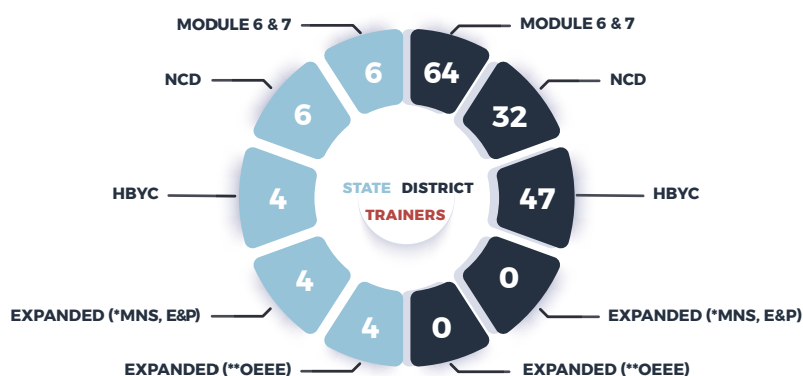 MODULE 6 & 7
MODULE 6 & 7
6
64
NCD
NCD
6
32
HBYC
4
STATE DISTRICT
TRAINERS
47
HBYC
4
0
EXPANDED (*MNS, E&P)
EXPANDED (*MNS, E&P)
4
0
EXPANDED (**OEEE)
EXPANDED (**OEEE)